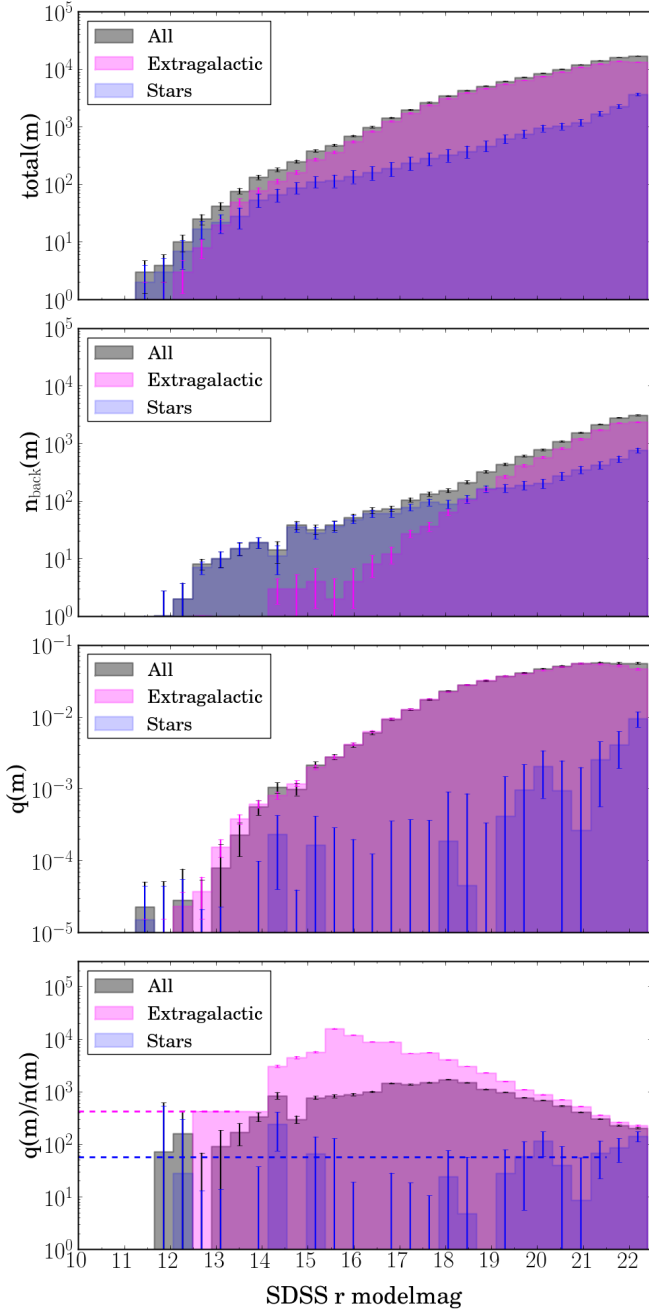 10^5
10^4
10^3
10^2
10^1
10^0
total(m)
All
Extragalactic
Stars
10^5
10^4
10^3
10^2
10^1
10^0
n_back(m)
All
Extragalactic
Stars
10^-1
10^-2
10^-3
10^-4
10^-5
q(m)
All
Extragalactic
Stars
10^5
10^4
10^3
10^2
10^1
10^0
q(m)/n(m)
All
Extragalactic
Stars
10 11 12 13 14 15 16 17 18 19 20 21 22
SDSS r modelmag